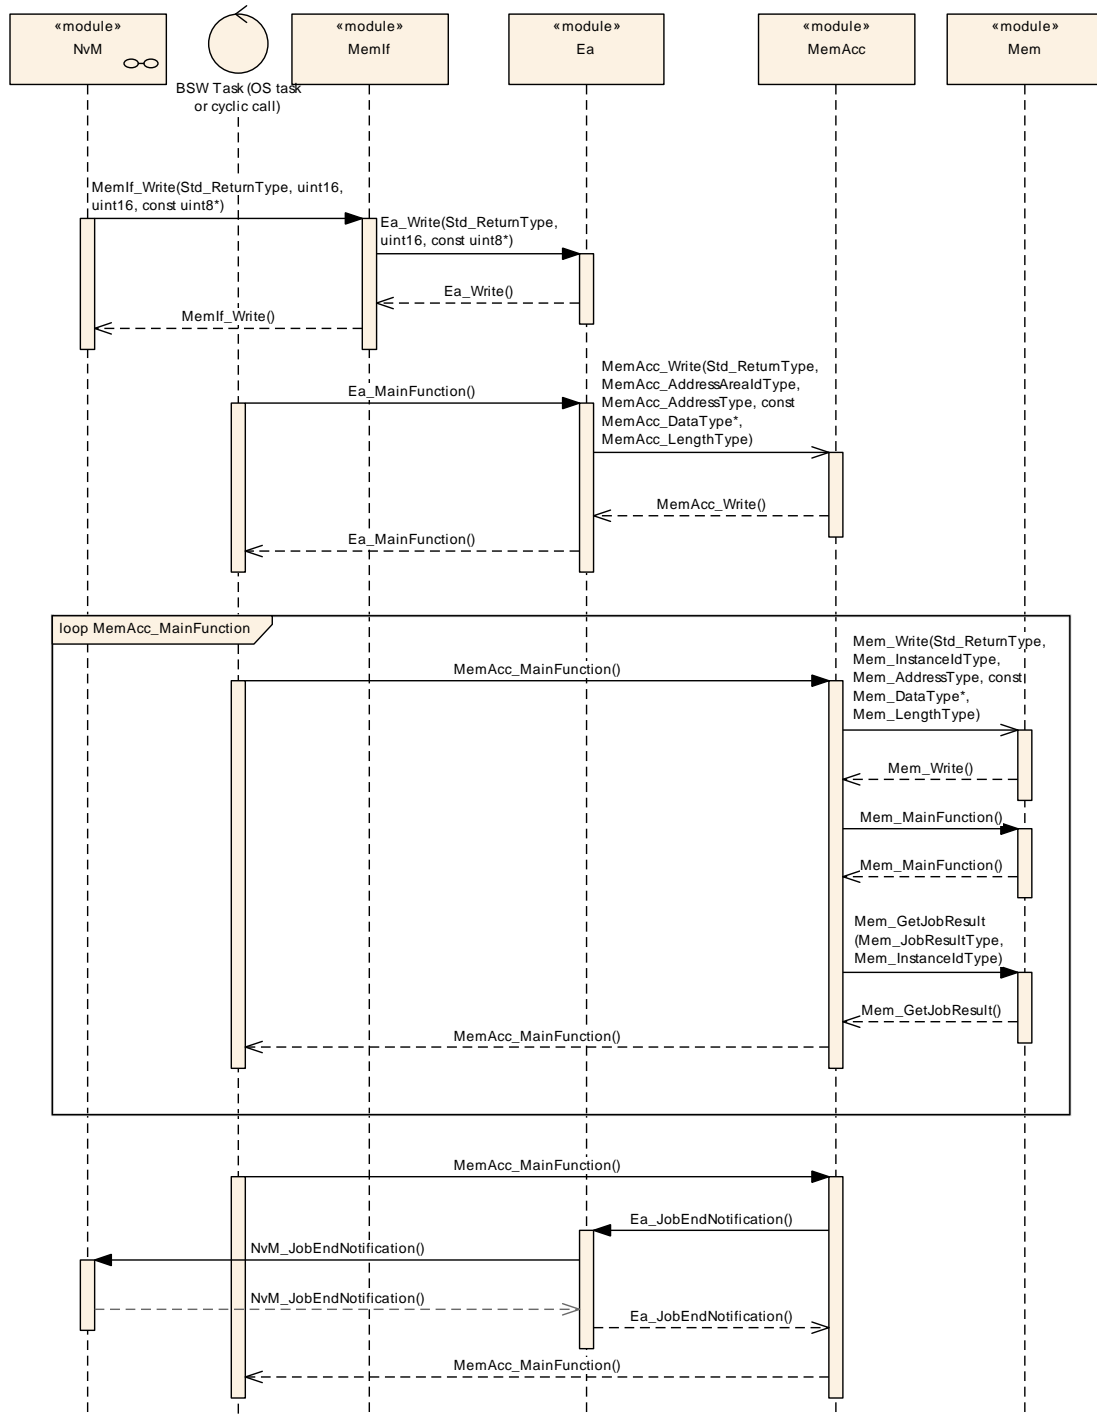 «module»
NvM
BSW Task (OS task
or cyclic call)
«module»
MemIf
«module»
Ea
«module»
MemAcc
«module»
Mem
MemIf_Write(Std_ReturnType, uint16,
uint16, const uint8*)
Ea_Write(Std_ReturnType,
uint16, const uint8*)
Ea_Write()
MemIf_Write()
Ea_MainFunction()
MemAcc_Write(Std_ReturnType,
MemAcc_AddressAreaIdType,
MemAcc_AddressType, const
MemAcc_DataType*,
MemAcc_LengthType)
MemAcc_Write()
Ea_MainFunction()
loop MemAcc_MainFunction
MemAcc_MainFunction()
Mem_Write(Std_ReturnType,
Mem_InstanceIdType,
Mem_AddressType, const
Mem_DataType*,
Mem_LengthType)
Mem_Write()
Mem_MainFunction()
Mem_MainFunction()
Mem_GetJobResult
(Mem_JobResultType,
Mem_InstanceIdType)
Mem_GetJobResult()
MemAcc_MainFunction()
MemAcc_MainFunction()
Ea_JobEndNotification()
NvM_JobEndNotification()
NvM_JobEndNotification()
Ea_JobEndNotification()
MemAcc_MainFunction()